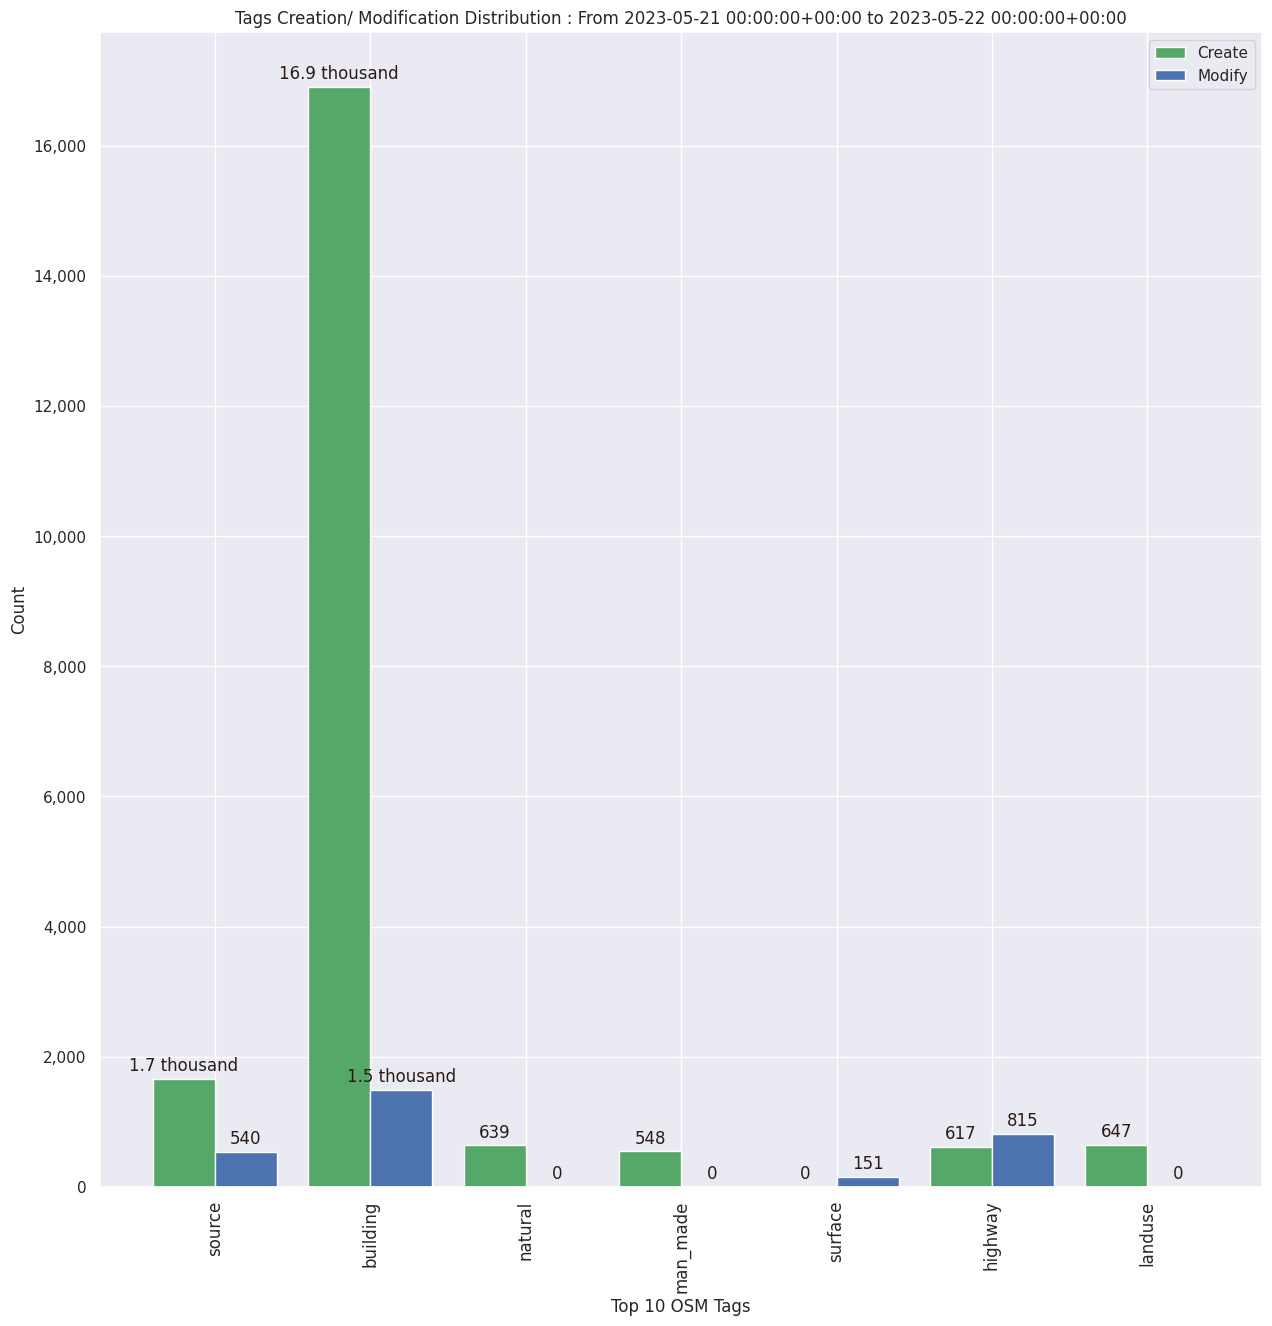 Tags Creation/ Modification Distribution : From 2023-05-21 00:00:00+00:00 to 2023-05-22 00:00:00+00:00
Create
Modify
16.9 thousand
16,000
14,000
12,000
10,000
8,000
6,000
4,000
2,000
0
Count
1.7 thousand
540
1.5 thousand
639
0
548
0
0
151
617
815
647
0
source
building
natural
man_made
surface
highway
landuse
Top 10 OSM Tags